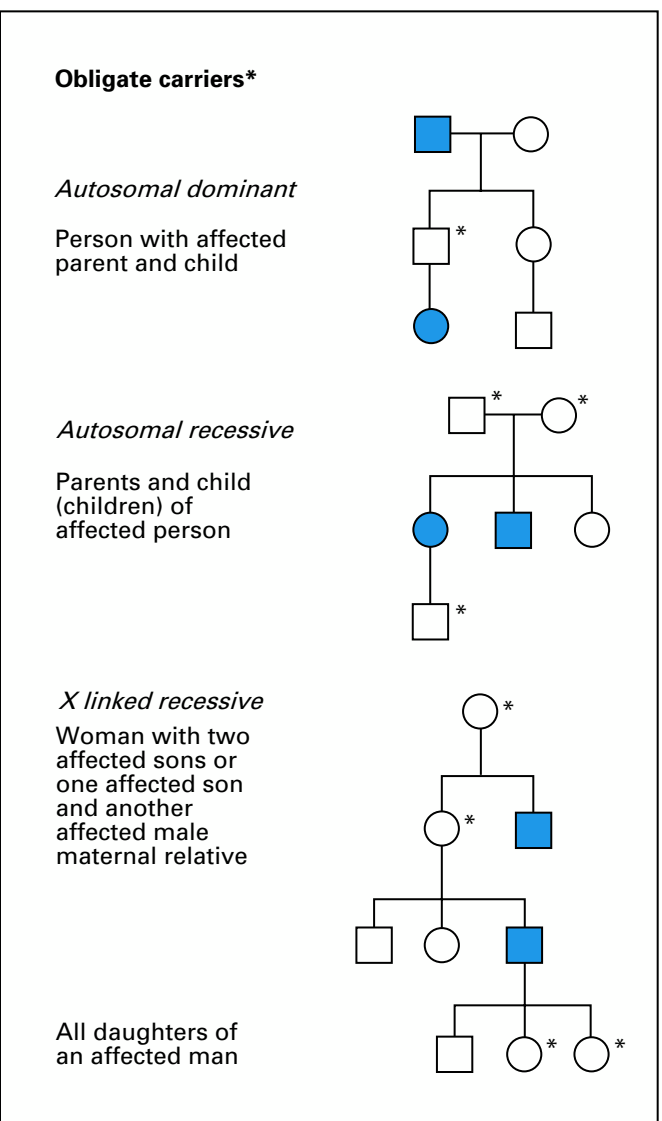 Obligate carriers*
Autosomal dominant
*
Person with affected
parent and child
* *
Autosomal recessive
Parents and child
(children) of
affected person
*
X linked recessive
*
Woman with two
affected sons or
one affected son
and another
*
affected male
maternal relative
All daughters of
an affected man
* *